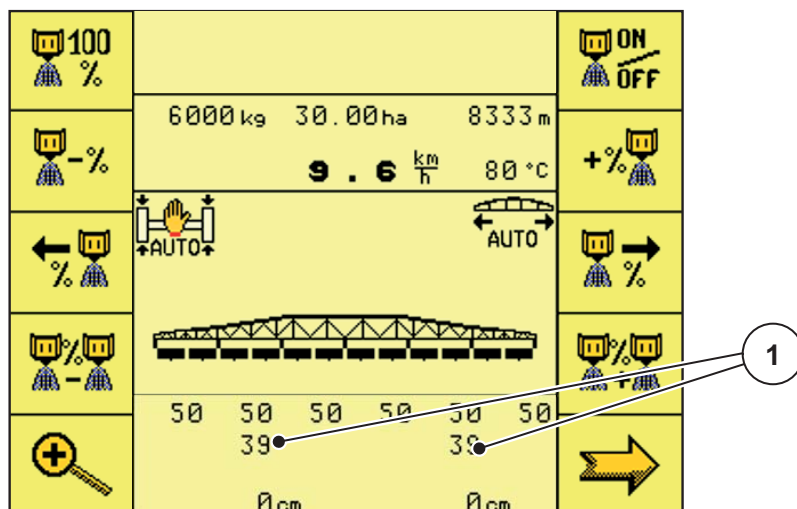 100
%
ON
OFF
6000 kg 30.00 ha 8333 m
-%
9.6 km/h 80 °C
+%
AUTO
AUTO
%
%
%
-
%
+
1
50 50 50 50 50 50
39 39
0cm 0cm